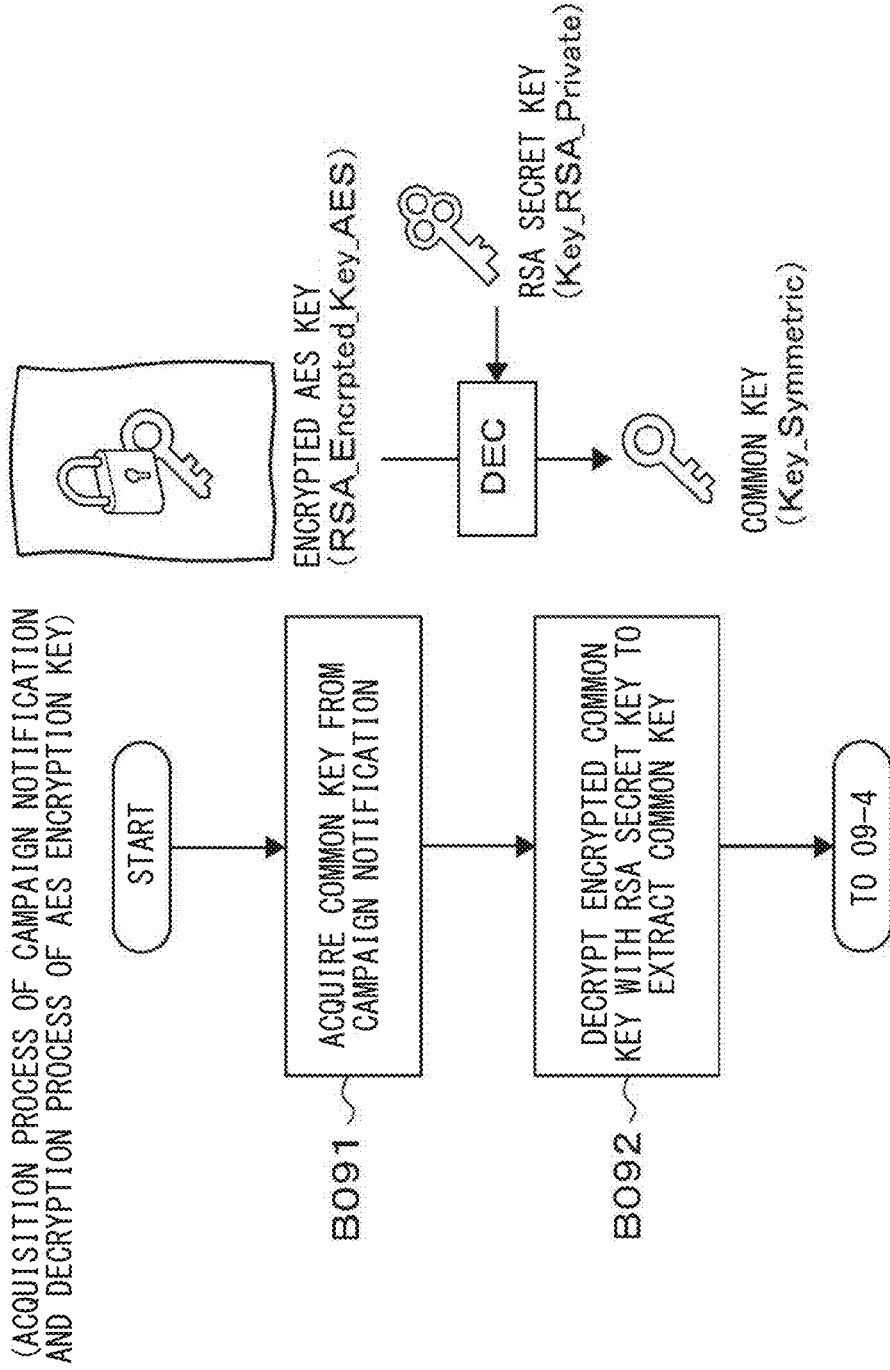 (ACQUISITION PROCESS OF CAMPAIGN NOTIFICATION
AND DECRYPTION PROCESS OF AES ENCRYPTION KEY)
START
B091
ACQUIRE COMMON KEY FROM
CAMPAIGN NOTIFICATION
B092
DECRYPT ENCRYPTED COMMON
KEY WITH RSA SECRET KEY TO
EXTRACT COMMON KEY
TO 09-4
ENCRYPTED AES KEY
(RSA_Encrpted_Key_AES)
DEC
RSA SECRET KEY
(Key_RSA_Private)
COMMON KEY
(Key_Symmetric)